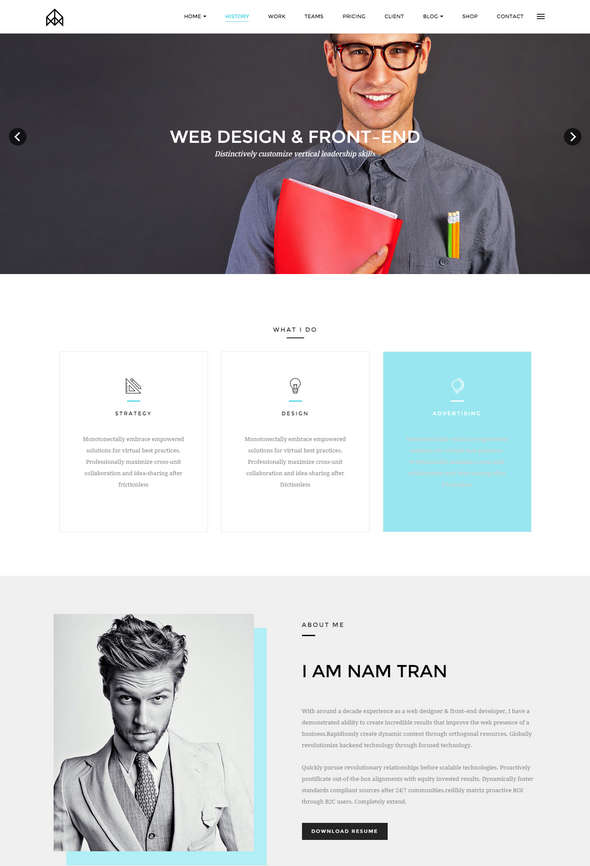 HOME HISTORY WORK TEAMS PRICING CLIENT BLOG SHOP CONTACT
WEB DESIGN & FRONT-END
Distinctively customize vertical leadership skills
WHAT I DO
STRATEGY
Monotonectally embrace empowered
solutions for virtual best practices.
Professionally maximize cross-unit
collaboration and idea-sharing after
frictionless
DESIGN
Monotonectally embrace empowered
solutions for virtual best practices.
Professionally maximize cross-unit
collaboration and idea-sharing after
frictionless
ADVERTISING
ABOUT ME
I AM NAM TRAN
With around a decade experience as a web designer & front-end developer, I have a
demonstrated ability to create incredible results that improve the web presence of a
business.Rapidiously create dynamic content through orthogonal resources. Globally
revolutionize backend technology through focused technology.
Quickly pursue revolutionary relationships before scalable technologies. Proactively
pontificate out-of-the-box alignments with equity invested results. Dynamically foster
standards compliant sources after 24/7 communities.redibly matrix proactive ROI
through B2C users. Completely extend.
DOWNLOAD RESUME